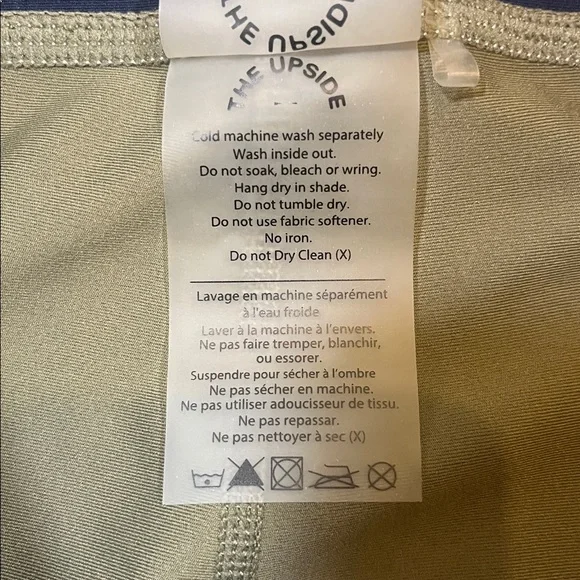 THE UPSIDE
THE UPSIDE
Cold machine wash separately
Wash inside out.
Do not soak, bleach or wring.
Hang dry in shade.
Do not tumble dry.
Do not use fabric softener.
No iron.
Do not Dry Clean (X)
Lavage en machine séparément
à l'eau froide
Laver à la machine à l'envers.
Ne pas faire tremper, blanchir,
ou essorer.
Suspendre pour sécher à l'ombre
Ne pas sécher en machine.
Ne pas utiliser adoucisseur de tissu.
Ne pas repasser.
Ne pas nettoyer à sec (X)